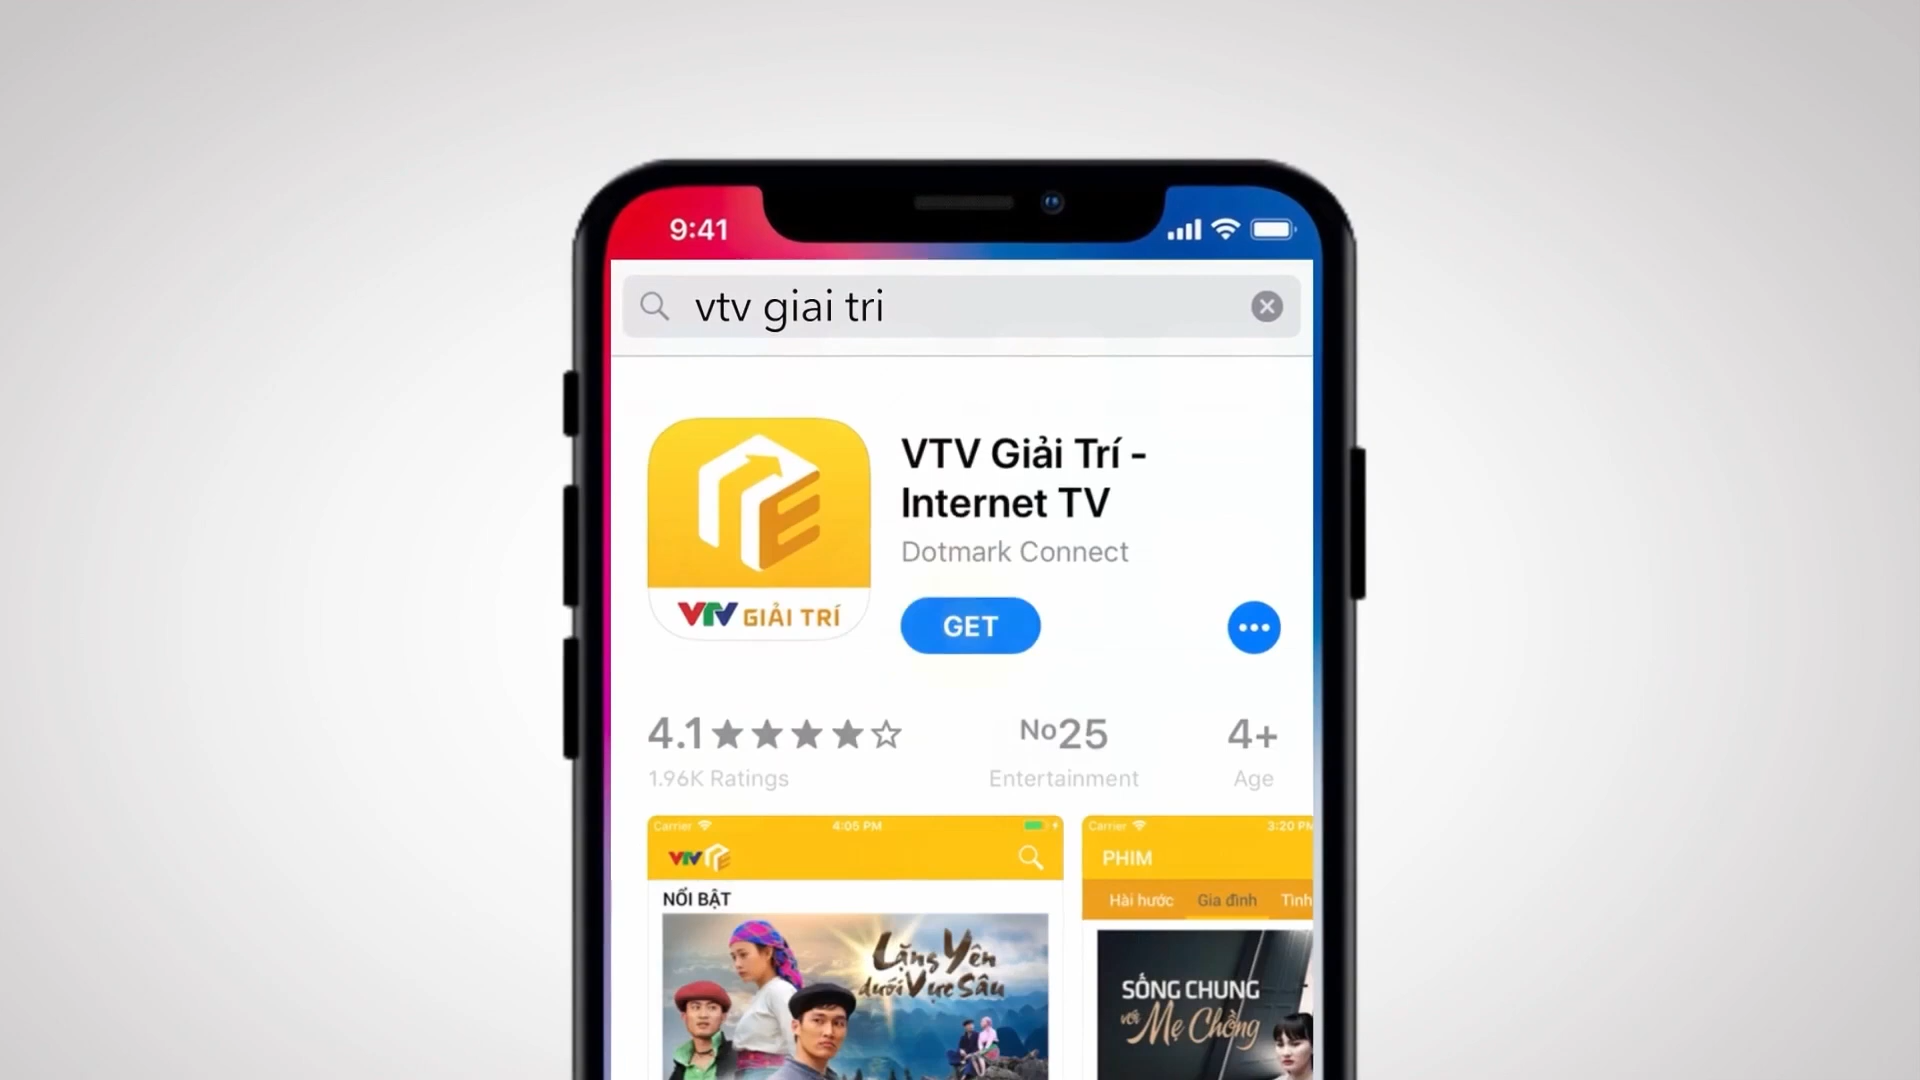 9:41
vtv giai tri
VTV Giải Trí -
Internet TV
Dotmark Connect
VTV GIẢI TRÍ
GET
4.1
No25
4+
1.96K Ratings
Entertainment
Age
Carrier
4:05 PM
Carrier
3:20 PM
VTV
PHIM
NỔI BẬT
Hài hước
Gia đình
Tình
Lặng Yên
dưới Vực Sâu
SỐNG CHUNG
với Mẹ Chồng